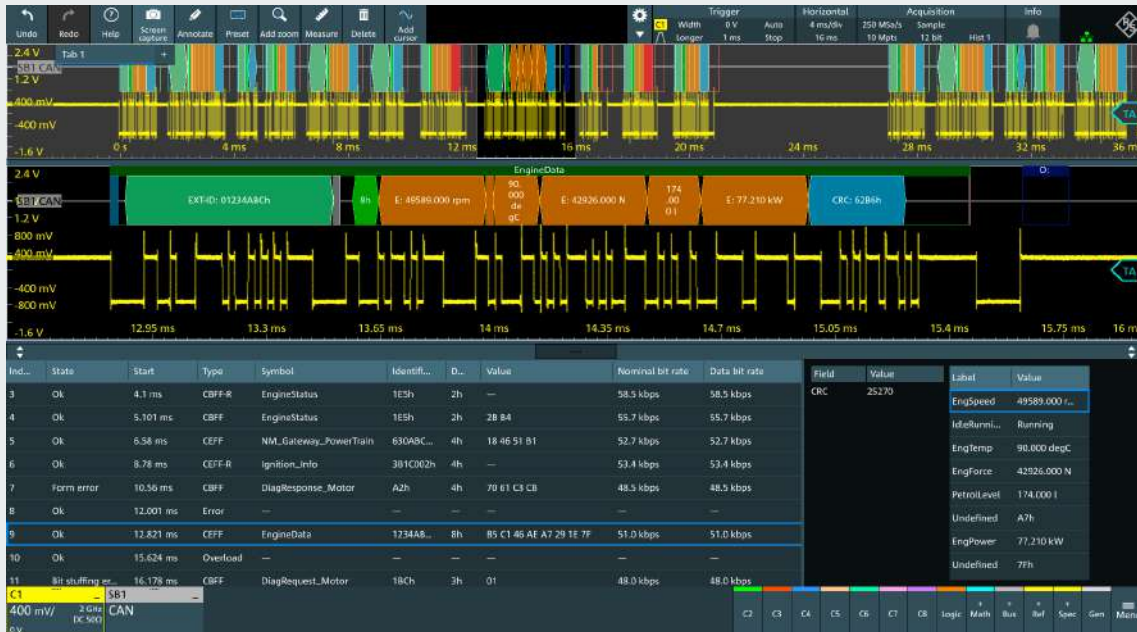 Undo Redo Help Screen capture Annotate Preset Add zoom Measure Delete Add cursor
Trigger Horizontal Acquisition Info
C1 Width 0 V Auto 4 ms/div 250 MSa/s Sample
Longer 1 ms Stop 16 ms 10 Mpts 12 bit Hist 1
2.4 V Tab 1 +
SB1 CAN
1.2 V
400 mV
-400 mV
TA
-1.6 V 0 s 4 ms 8 ms 12 ms 16 ms 20 ms 24 ms 28 ms 32 ms 36 m
2.4 V EngineData O:
SB1 CAN EXT-ID: 01234ABCh 8h E: 49589.000 rpm 90.000 degC E: 42926.000 N 174.000 l E: 77.210 kW CRC: 62B6h
1.2 V
800 mV
400 mV
-400 mV
TA
-800 mV
-1.6 V 12.95 ms 13.3 ms 13.65 ms 14 ms 14.35 ms 14.7 ms 15.05 ms 15.4 ms 15.75 ms 16 m
Ind... State Start Type Symbol Identifi... D... Value Nominal bit rate Data bit rate
3 Ok 4.1 ms CBFF-R EngineStatus 1E5h 2h — 58.5 kbps 58.5 kbps
4 Ok 5.101 ms CBFF EngineStatus 1E5h 2h 2B B4 55.7 kbps 55.7 kbps
5 Ok 6.58 ms CEFF NM_Gateway_PowerTrain 630ABC... 4h 18 46 51 B1 52.7 kbps 52.7 kbps
6 Ok 8.78 ms CEFF-R Ignition_Info 3B1C002h 4h — 53.4 kbps 53.4 kbps
7 Form error 10.56 ms CBFF DiagResponse_Motor A2h 4h 70 61 C3 CB 48.5 kbps 48.5 kbps
8 Ok 12.001 ms Error — — — — — —
9 Ok 12.821 ms CEFF EngineData 1234AB... 8h B5 C1 46 AE A7 29 1E 7F 51.0 kbps 51.0 kbps
10 Ok 15.624 ms Overload — — — — — —
11 Bit stuffing er... 16.178 ms CBFF DiagRequest_Motor 18Ch 3h 01 48.0 kbps 48.0 kbps
Field Value
CRC 25270
Label Value
EngSpeed 49589.000 r...
IdleRunni... Running
EngTemp 90.000 degC
EngForce 42926.000 N
PetrolLevel 174.000 l
Undefined A7h
EngPower 77.210 kW
Undefined 7Fh
C1 SB1
400 mV/ 2 GHz DC 50Ω CAN
0 V
C2 C3 C4 C5 C6 C7 C8 Logic Math Bus Ref Spec Gen Men